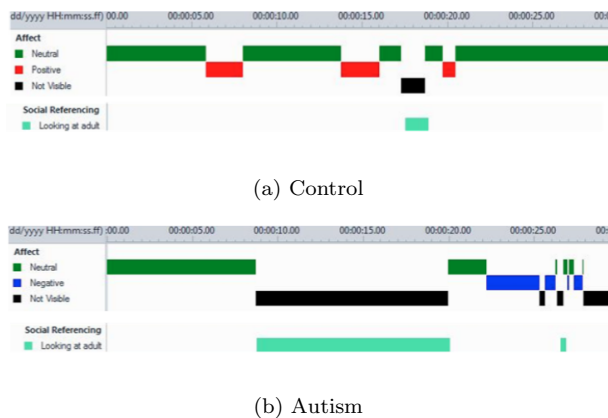 dd/yyyy HH:mm:ss.ff) :00.00 00:00:05.00 00:00:10.00 00:00:15.00 00:00:20.00 00:00:25.00
Affect
Neutral
Positive
Not Visible
Social Referencing
Looking at adult
(a) Control
dd/yyyy HH:mm:ss.ff) :00.00 00:00:05.00 00:00:10.00 00:00:15.00 00:00:20.00 00:00:25.00
Affect
Neutral
Negative
Not Visible
Social Referencing
Looking at adult
(b) Autism